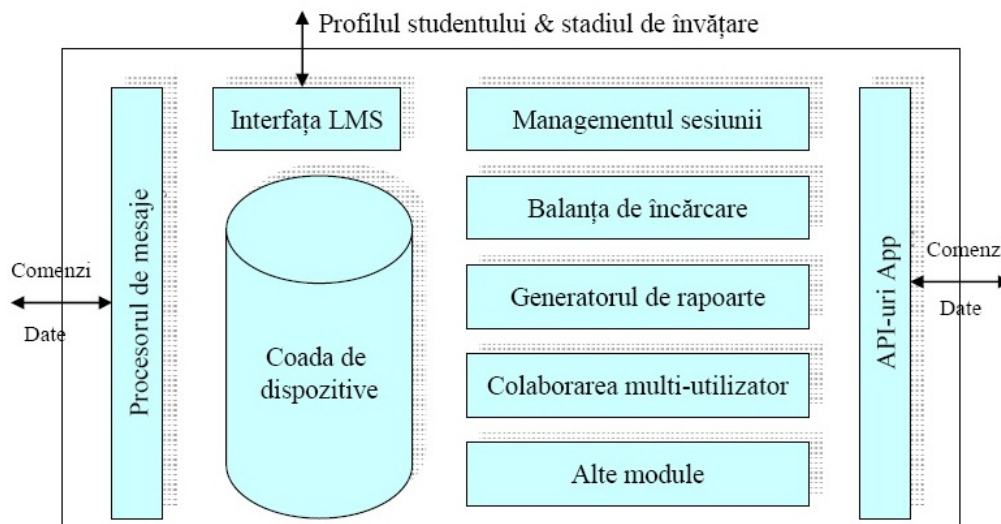 Profilul studentului & stadiul de învățare
Interfața LMS
Managementul sesiunii
Balanța de încărcare
Generatorul de rapoarte
Colaborarea multi-utilizator
Alte module
Coada de
dispozitive
Procesorul de mesaje
API-uri App
Comenzi
Date
Comenz
Date